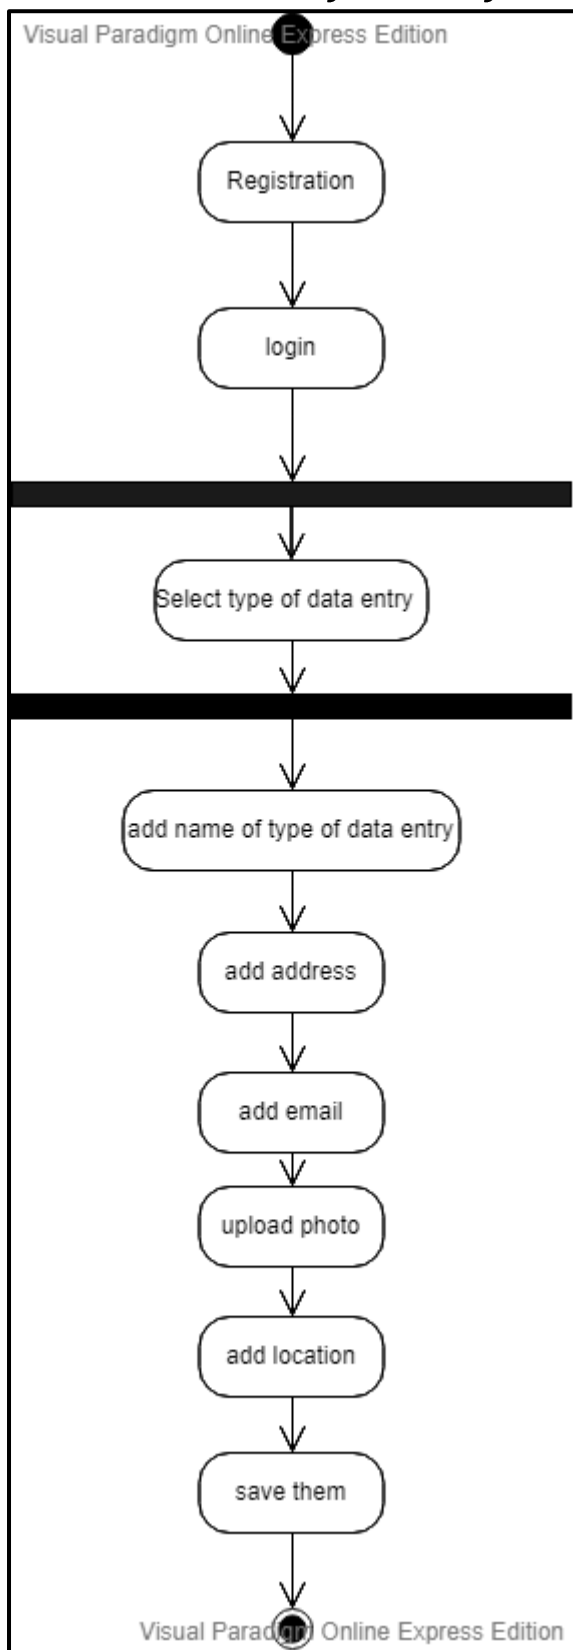 Visual Paradigm Online Express Edition
Registration
login
Select type of data entry
add name of type of data entry
add address
add email
upload photo
add location
save them
Visual Paradigm Online Express Edition